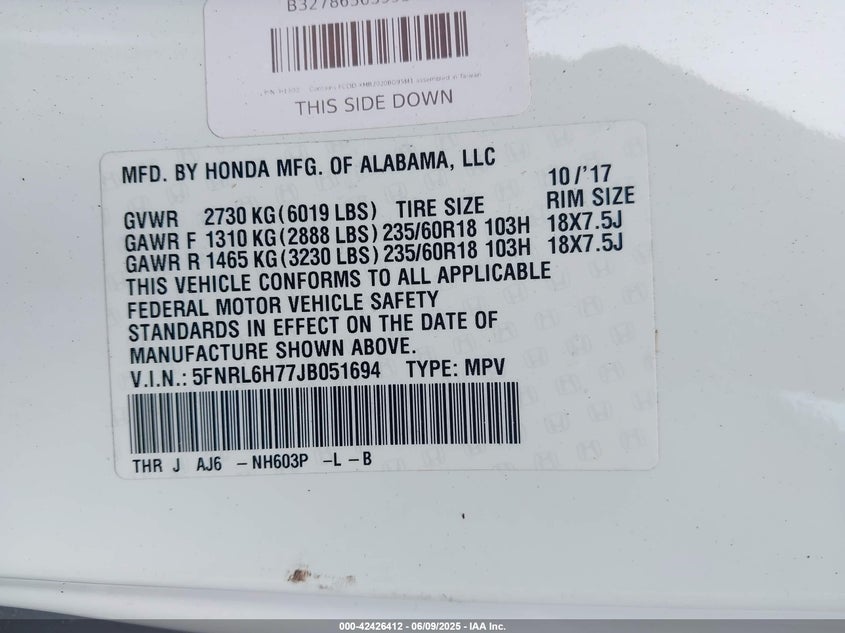 THIS SIDE DOWN
MFD. BY HONDA MFG. OF ALABAMA, LLC 10/'17
GVWR 2730 KG(6019 LBS) TIRE SIZE RIM SIZE
GAWR F 1310 KG(2888 LBS) 235/60R18 103H 18X7.5J
GAWR R 1465 KG(3230 LBS) 235/60R18 103H 18X7.5J
THIS VEHICLE CONFORMS TO ALL APPLICABLE
FEDERAL MOTOR VEHICLE SAFETY
STANDARDS IN EFFECT ON THE DATE OF
MANUFACTURE SHOWN ABOVE.
V.I.N.: 5FNRL6H77JB051694 TYPE: MPV
THR J AJ6 -NH603P -L -B
000-42426412 - 06/09/2025 - IAA Inc.